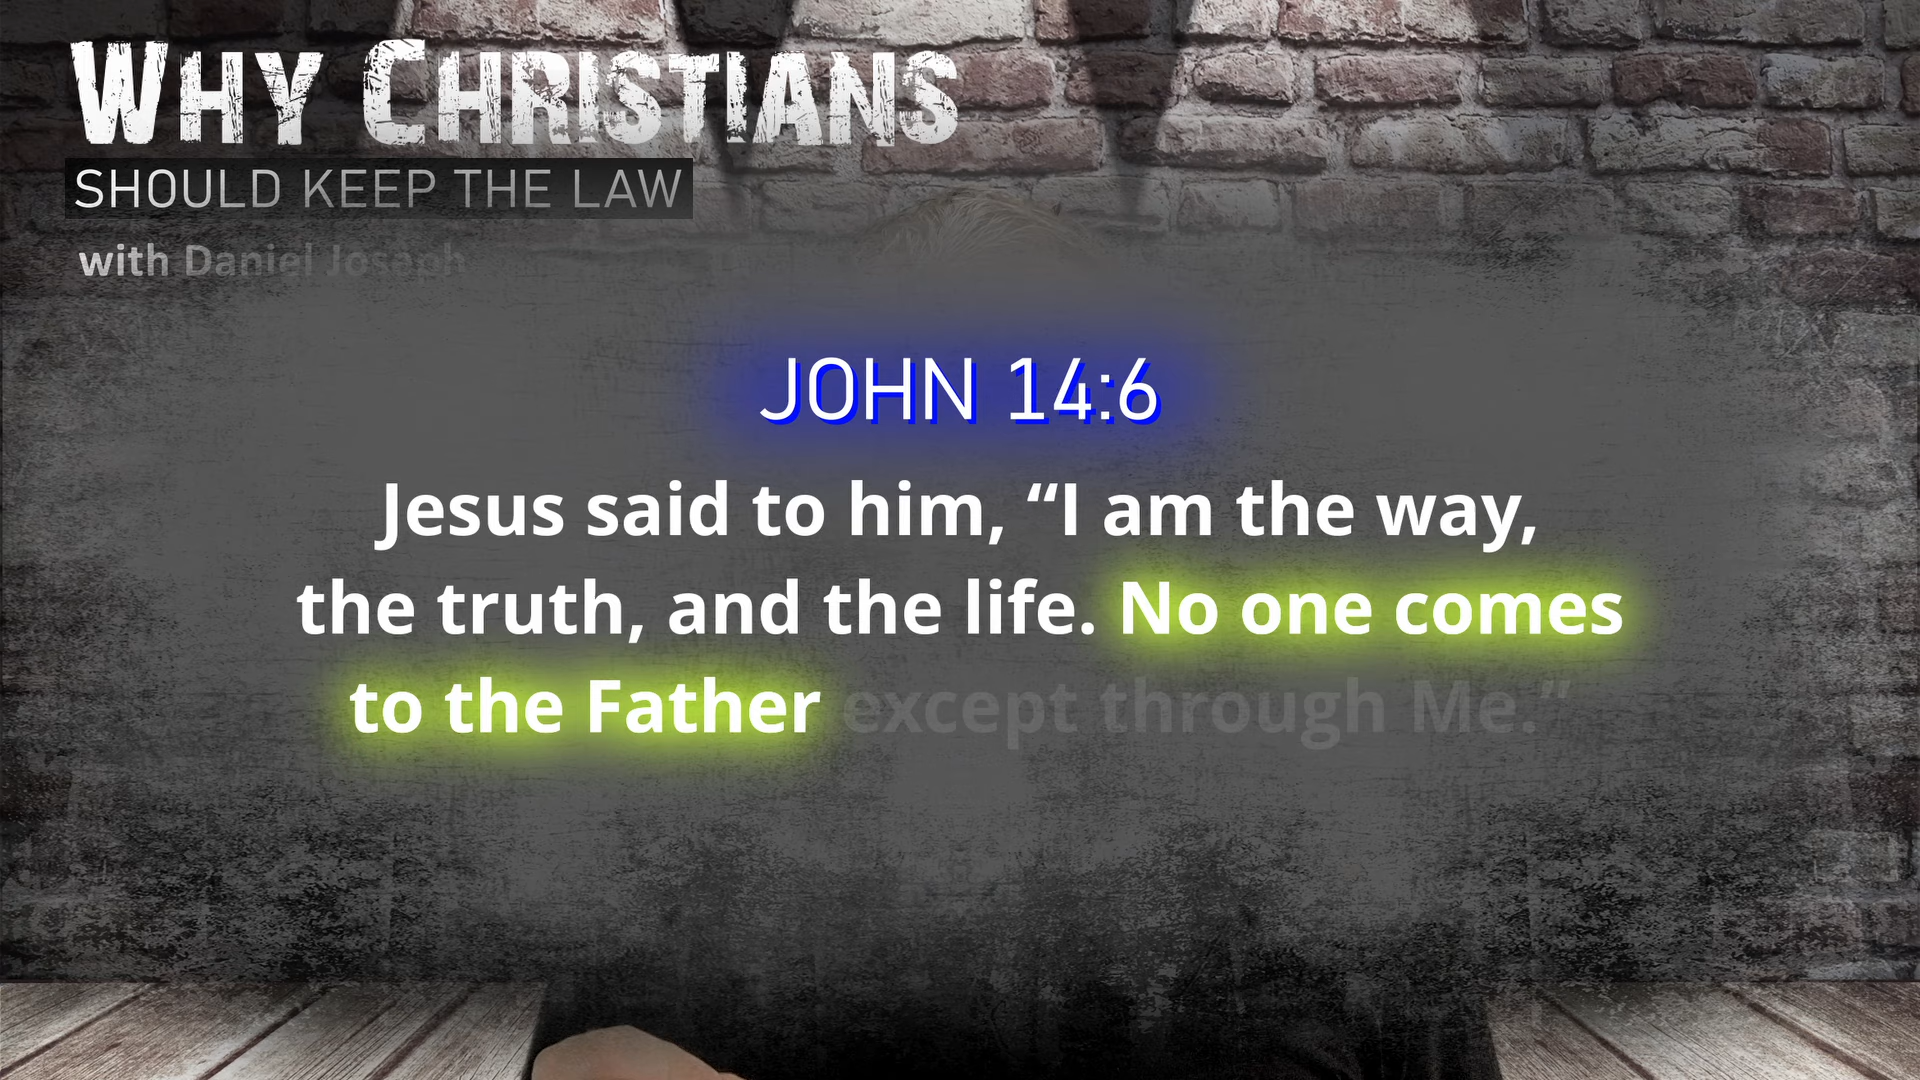 WHY CHRISTIANS
SHOULD KEEP THE LAW
with Daniel Joseph
JOHN 14:6
Jesus said to him, “I am the way,
the truth, and the life. No one comes
to the Father except through Me.”